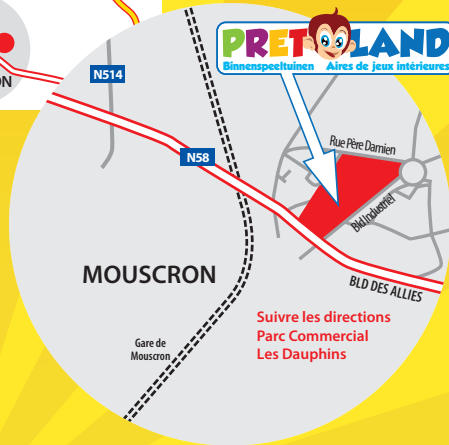 PRET LAND
Binnenspeeltuinen Aires de jeux intérieures
ON
N514
N58
Rue Père Damien
Bld Industriel
MOUSCRON
BLD DES ALLIES
Suivre les directions
Parc Commercial
Les Dauphins
Gare de
Mouscron